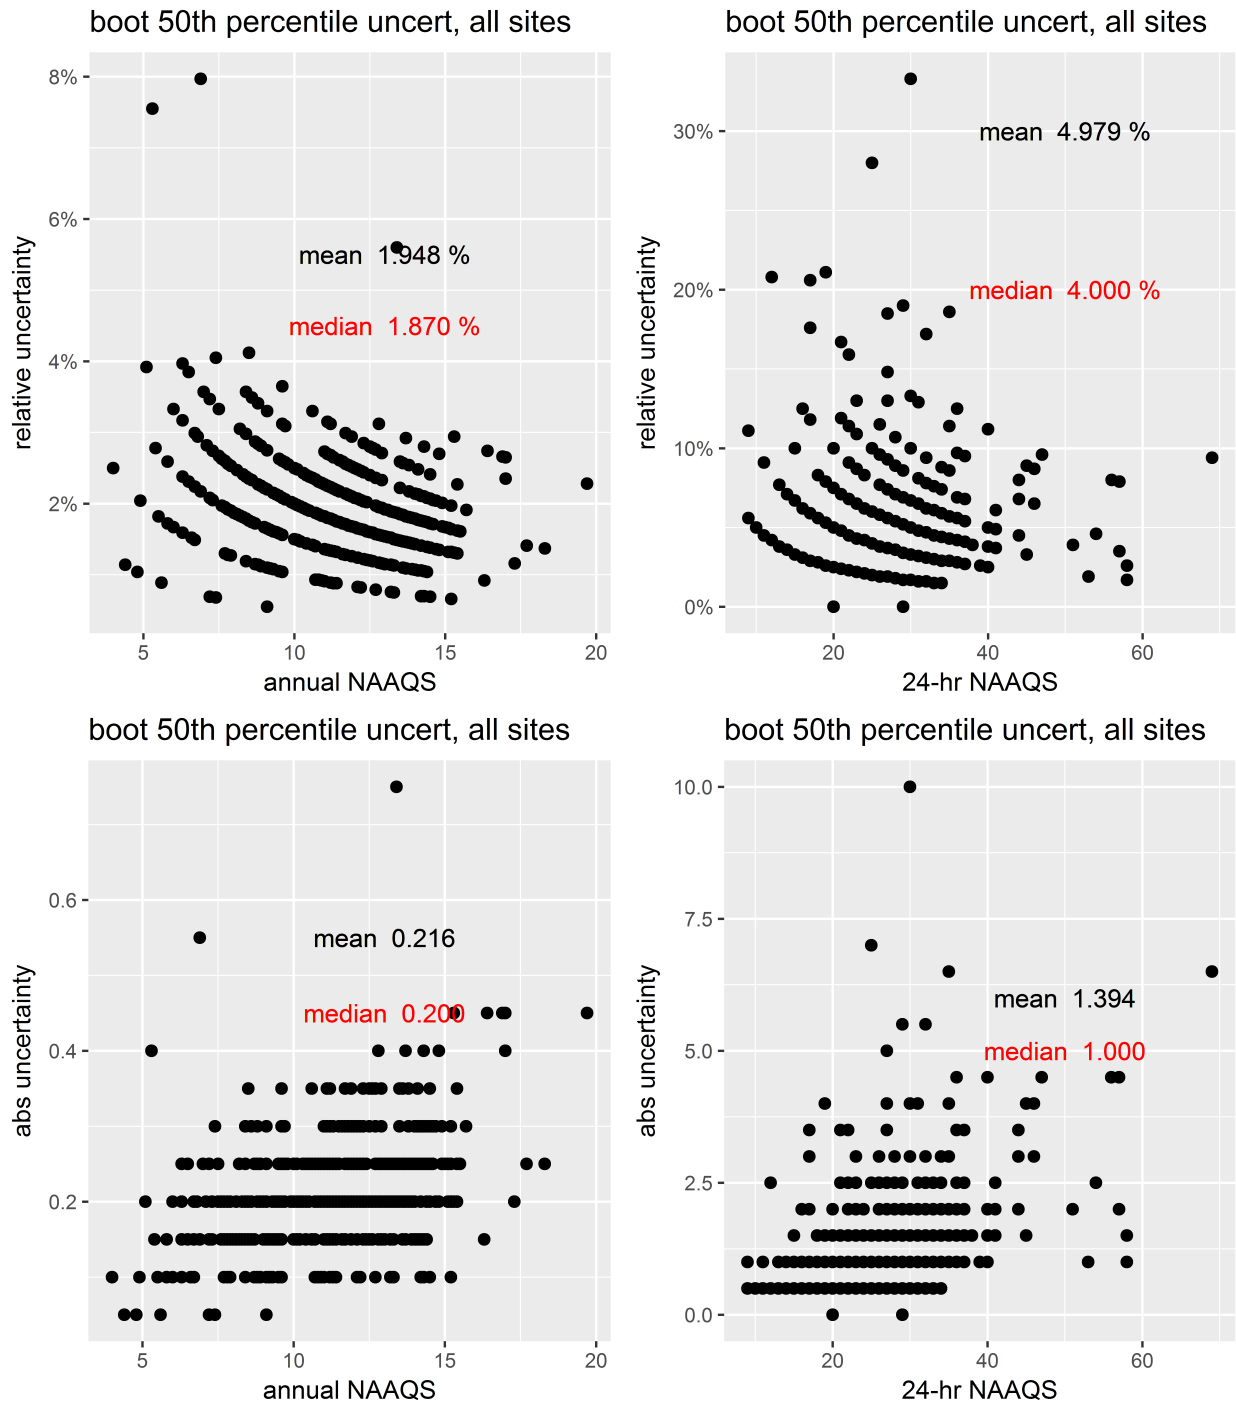 boot 50th percentile uncert, all sites
relative uncertainty
8%
6%
4%
2%
mean 1.948 %
median 1.870 %
5 10 15 20
annual NAAQS
boot 50th percentile uncert, all sites
relative uncertainty
30%
20%
10%
0%
mean 4.979 %
median 4.000 %
20 40 60
24-hr NAAQS
boot 50th percentile uncert, all sites
abs uncertainty
0.6
0.4
0.2
mean 0.216
median 0.200
5 10 15 20
annual NAAQS
boot 50th percentile uncert, all sites
abs uncertainty
10.0
7.5
5.0
2.5
0.0
mean 1.394
median 1.000
20 40 60
24-hr NAAQS